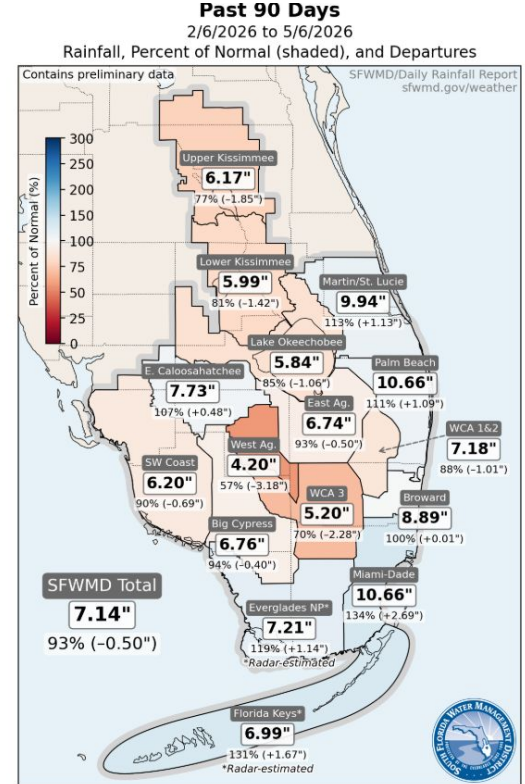 Past 90 Days
2/6/2026 to 5/6/2026
Rainfall, Percent of Normal (shaded), and Departures
Contains preliminary data
SFWMD/Daily Rainfall Report
sfwmd.gov/weather
Percent of Normal (%)
300
200
150
125
100
75
50
25
0
Upper Kissimmee
6.17"
77% (–1.85")
Lower Kissimmee
5.99"
81% (–1.42")
Martin/St. Lucie
9.94"
113% (+1.13")
Lake Okeechobee
5.84"
85% (–1.06")
E. Caloosahatchee
7.73"
107% (+0.48")
Palm Beach
10.66"
111% (+1.09")
East Ag.
6.74"
93% (–0.50")
WCA 1&2
7.18"
88% (–1.01")
West Ag.
4.20"
57% (–3.18")
SW Coast
6.20"
90% (–0.69")
WCA 3
5.20"
70% (–2.28")
Broward
8.89"
100% (+0.01")
Big Cypress
6.76"
94% (–0.40")
Miami-Dade
10.66"
134% (+2.69")
SFWMD Total
7.14"
93% (–0.50")
Everglades NP*
7.21"
119% (+1.14")
*Radar-estimated
Florida Keys*
6.99"
131% (+1.67")
*Radar-estimated
SOUTH FLORIDA WATER MANAGEMENT DISTRICT